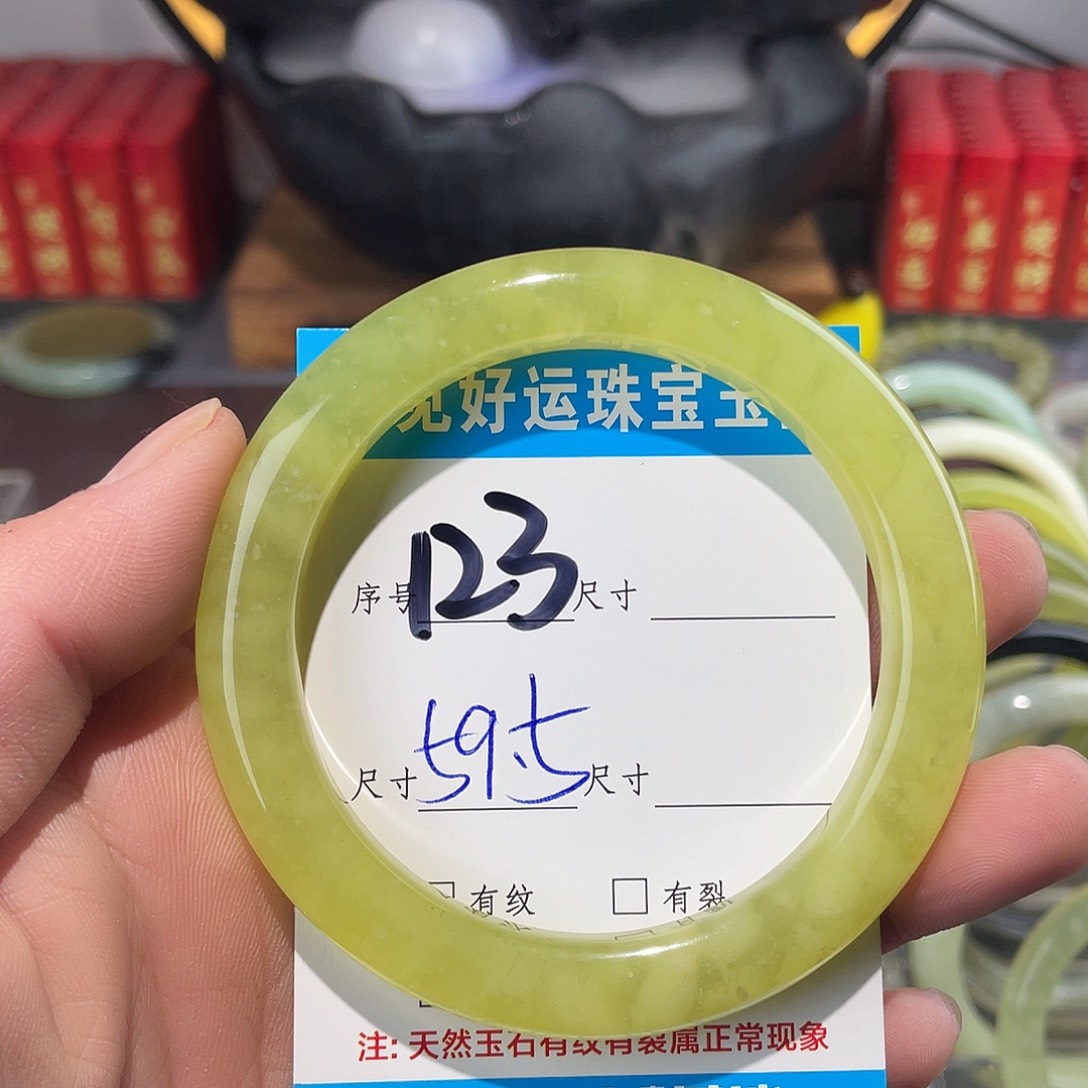 好运珠宝玉
序号 123 尺寸
尺寸 59.5 尺寸
□ 有纹 □ 有裂
注: 天然玉石有纹有裂属正常现象